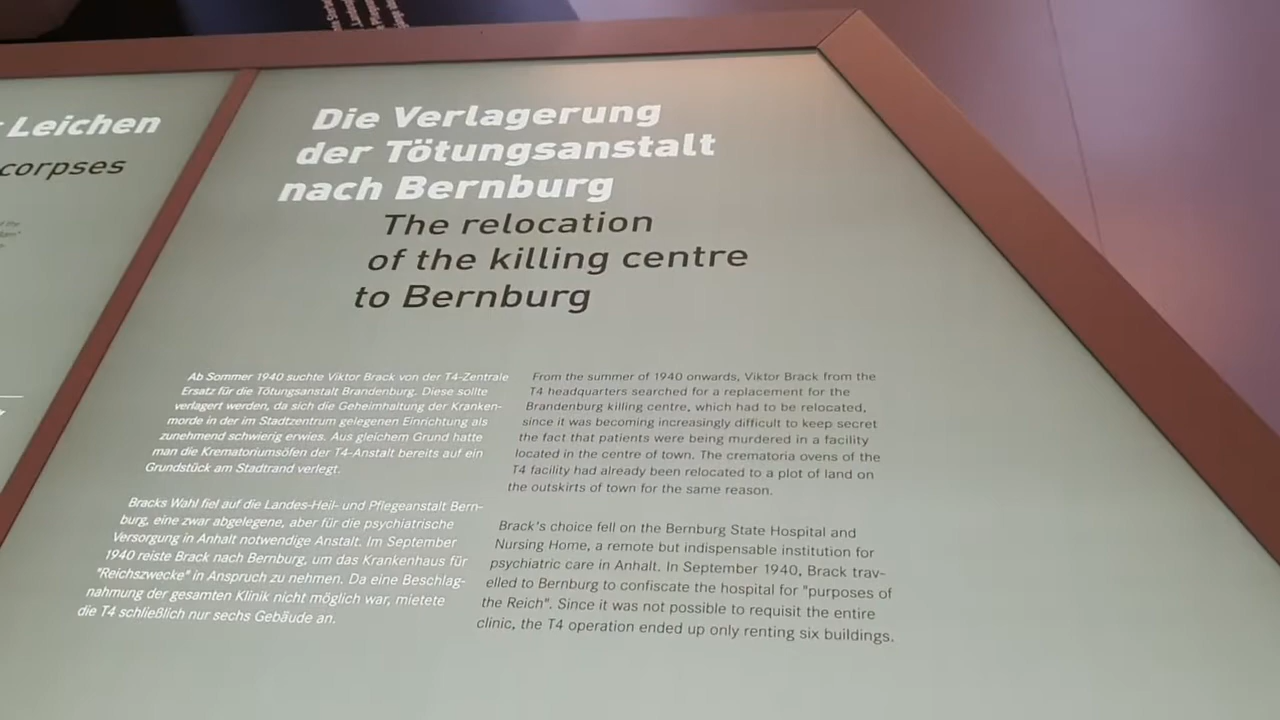 Leichen
corpses
Die Verlagerung
der Tötungsanstalt
nach Bernburg
The relocation
of the killing centre
to Bernburg
Ab Sommer 1940 suchte Viktor Brack von der T4-Zentrale
Ersatz für die Tötungsanstalt Brandenburg. Diese sollte
verlagert werden, da sich die Geheimhaltung der Kranken-
morde in der im Stadtzentrum gelegenen Einrichtung als
zunehmend schwierig erwies. Aus gleichem Grund hatte
man die Krematoriumsöfen der T4-Anstalt bereits auf ein
Grundstück am Stadtrand verlegt.
Bracks Wahl fiel auf die Landes-Heil- und Pflegeanstalt Bern-
burg, eine zwar abgelegene, aber für die psychiatrische
Versorgung in Anhalt notwendige Anstalt. Im September
1940 reiste Brack nach Bernburg, um das Krankenhaus für
"Reichszwecke" in Anspruch zu nehmen. Da eine Beschlag-
nahmung der gesamten Klinik nicht möglich war, mietete
die T4 schließlich nur sechs Gebäude an.
From the summer of 1940 onwards, Viktor Brack from the
T4 headquarters searched for a replacement for the
Brandenburg killing centre, which had to be relocated,
since it was becoming increasingly difficult to keep secret
the fact that patients were being murdered in a facility
located in the centre of town. The crematoria ovens of the
T4 facility had already been relocated to a plot of land on
the outskirts of town for the same reason.
Brack's choice fell on the Bernburg State Hospital and
Nursing Home, a remote but indispensable institution for
psychiatric care in Anhalt. In September 1940, Brack trav-
elled to Bernburg to confiscate the hospital for "purposes of
the Reich". Since it was not possible to requisit the entire
clinic, the T4 operation ended up only renting six buildings.